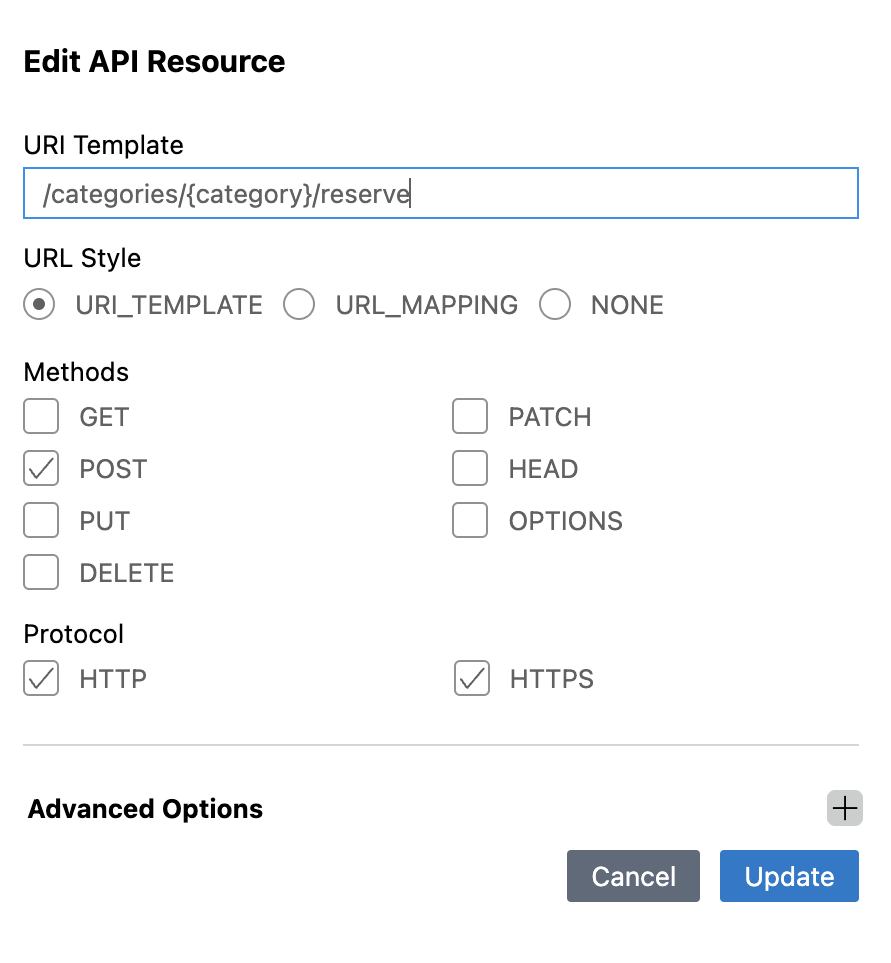 Edit API Resource
URI Template
/categories/{category}/reserve
URL Style
URI_TEMPLATE URL_MAPPING NONE
Methods
GET PATCH
POST HEAD
PUT OPTIONS
DELETE
Protocol
HTTP HTTPS
Advanced Options
Cancel Update